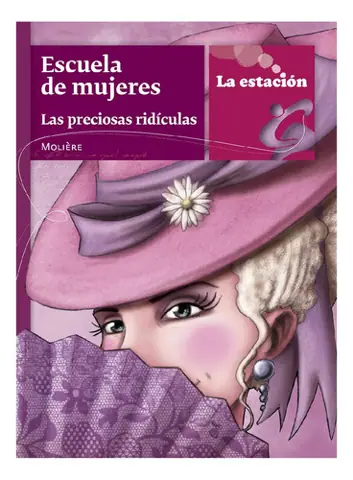 Escuela
de mujeres
Las preciosas ridículas
MOLIÈRE
La estación